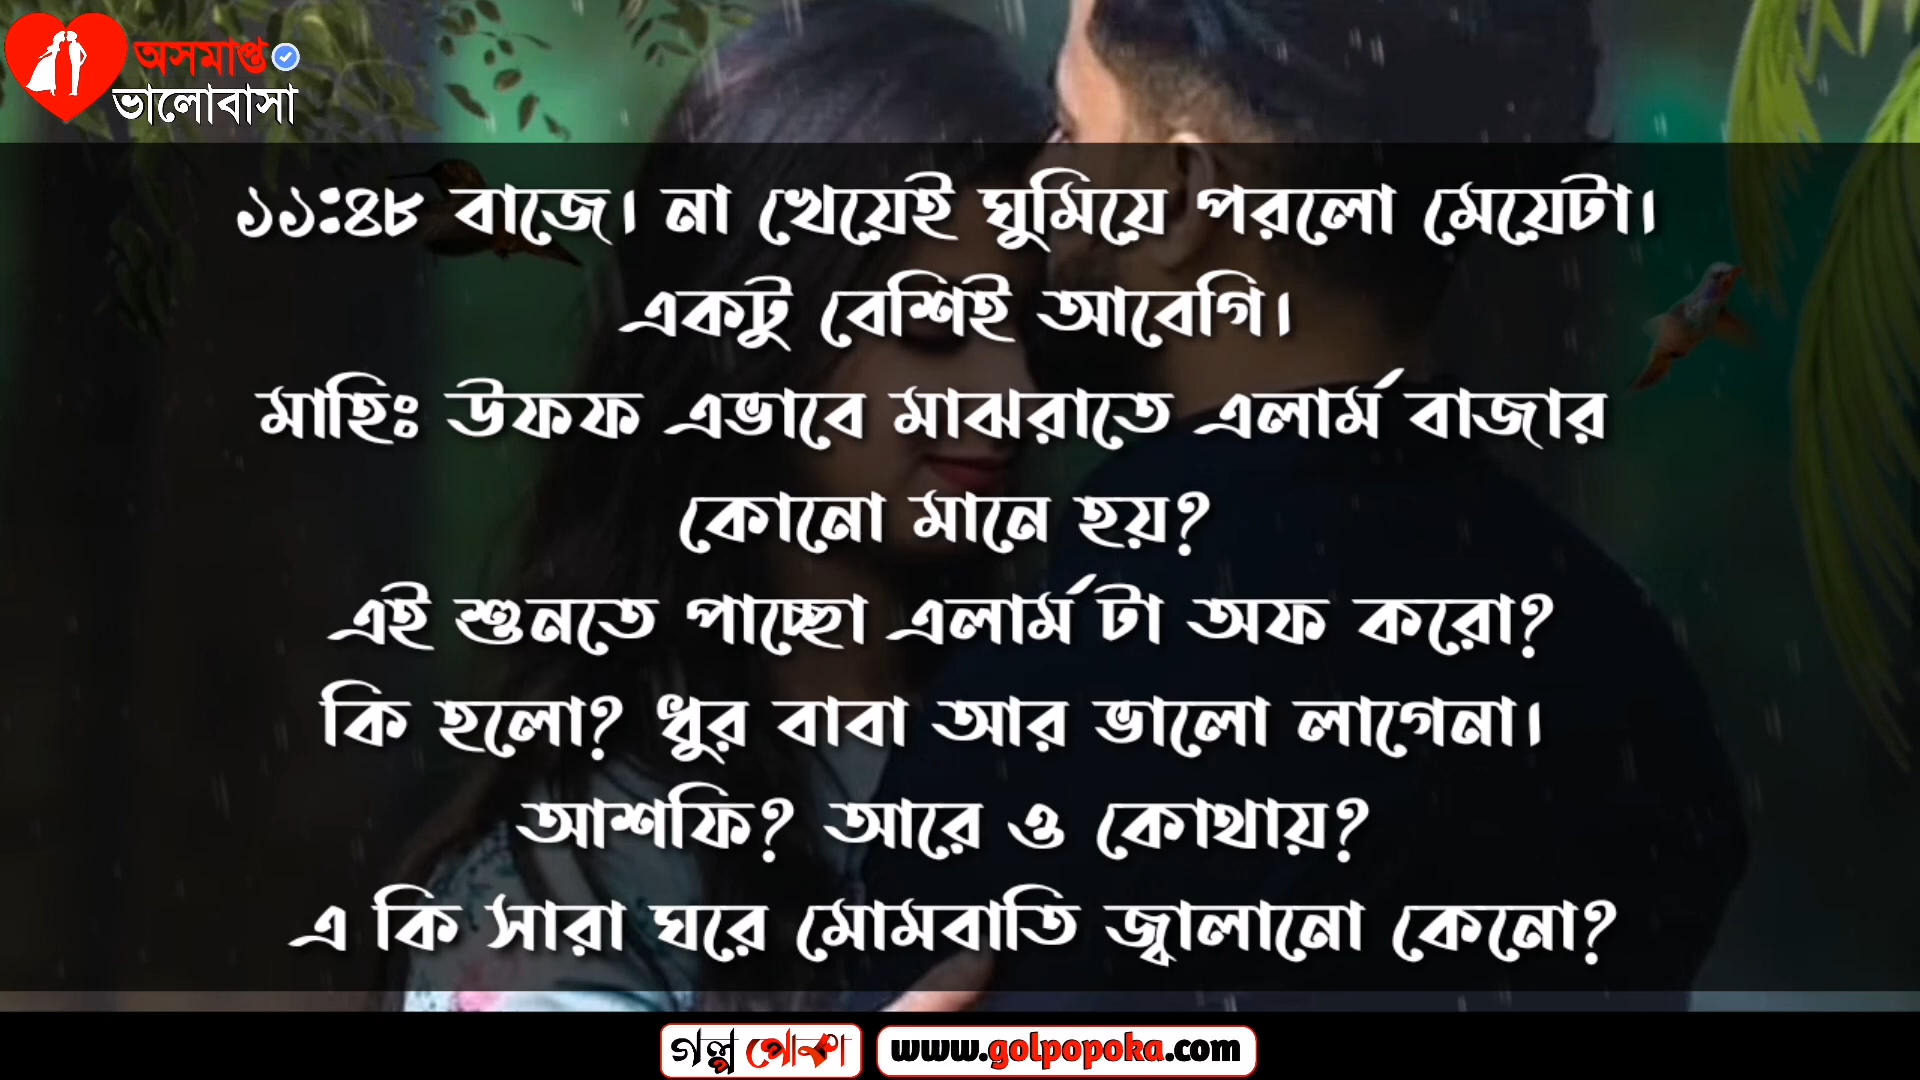 অসমাপ্ত
ভালোবাসা
১১:৪৮ বাজে। না খেয়েই ঘুমিয়ে পরলো মেয়েটা।
একটু বেশিই আবেগি।
মাহিঃ উফফ এভাবে মাঝরাতে এলার্ম বাজার
কোনো মানে হয়?
এই শুনতে পাচ্ছো এলার্ম টা অফ করো?
কি হলো? ধুর বাবা আর ভালো লাগেনা।
আশফি? আরে ও কোথায়?
এ কি সারা ঘরে মোমবাতি জ্বালানো কেনো?
গল্প পোকা www.golpopoka.com